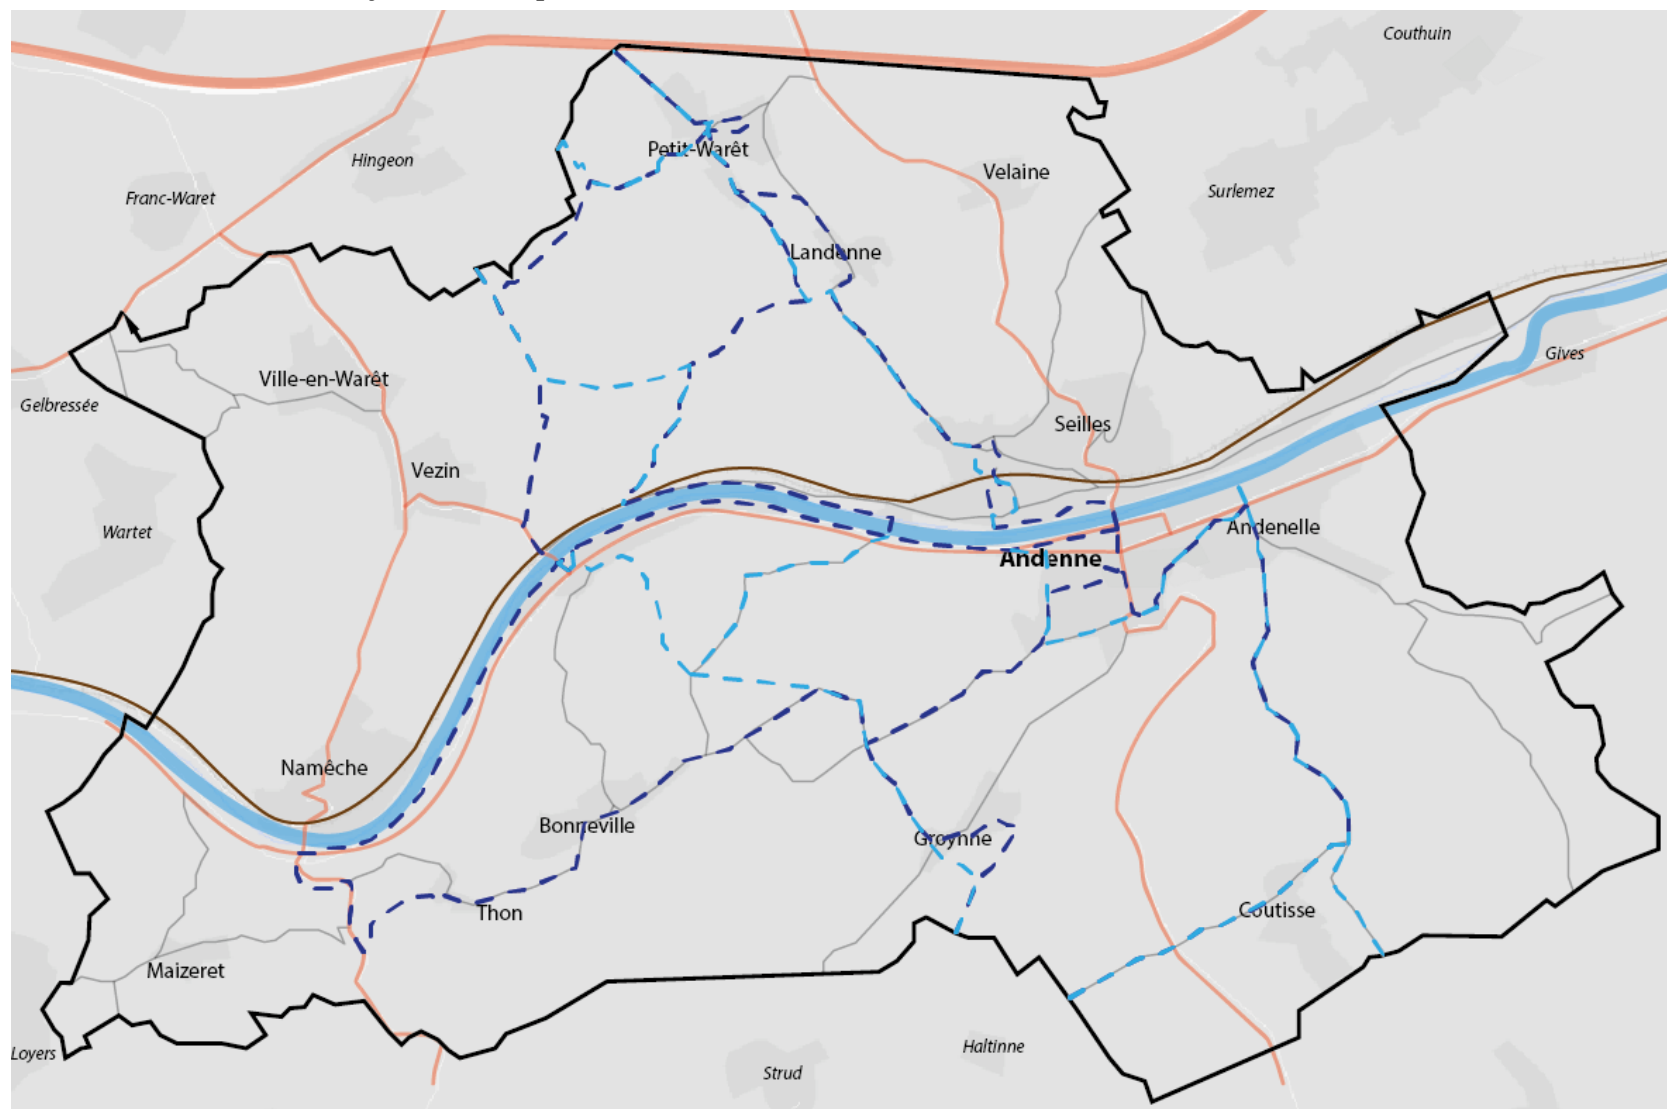 Couthuin
Petit-Warêt
Hingeon
Velaine
Franc-Waret
Surlemez
Landenne
Gives
Ville-en-Warêt
Gelbressée
Seilles
Vezin
Wartet
Andenelle
Andenne
Namêche
Bonneville
Groynne
Thon
Coutisse
Maizeret
Loyers
Haltinne
Strud